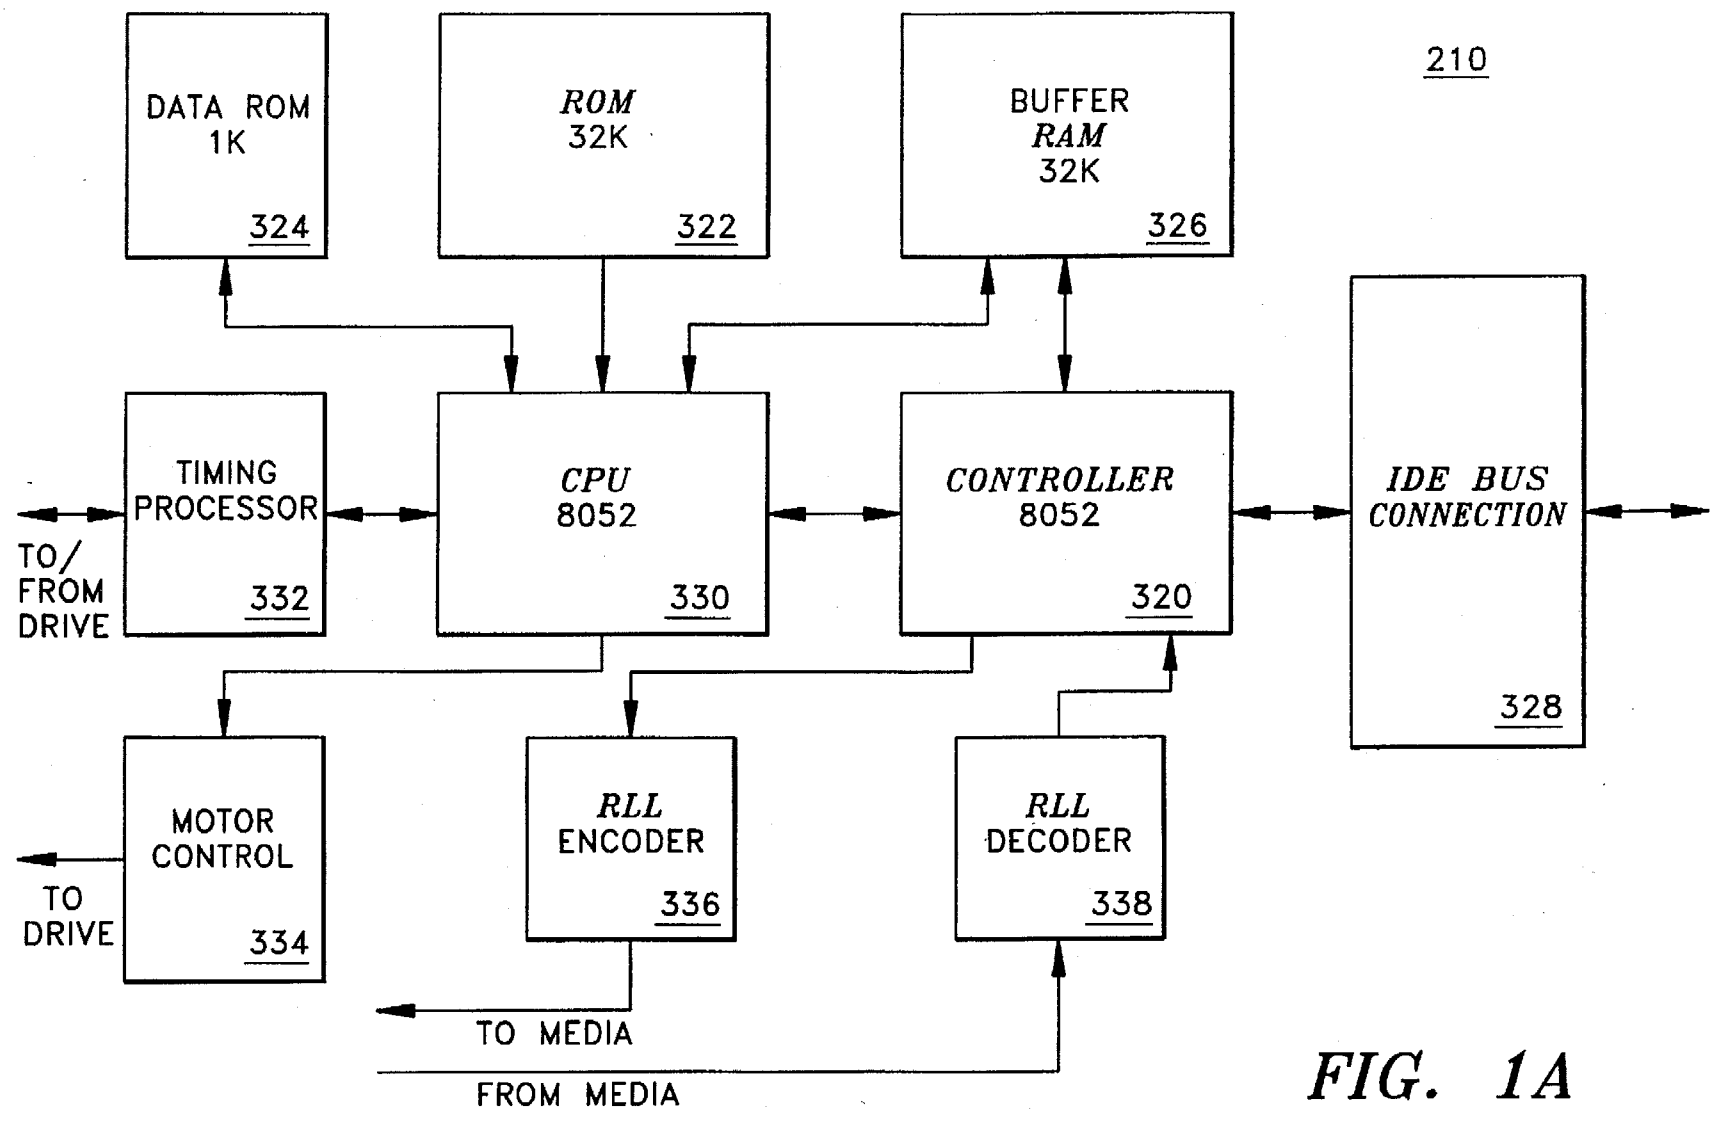 210
DATA ROM
1K
324
ROM
32K
322
BUFFER
RAM
32K
326
TIMING
PROCESSOR
332
TO/
FROM
DRIVE
CPU
8052
330
CONTROLLER
8052
320
IDE BUS
CONNECTION
328
MOTOR
CONTROL
334
TO
DRIVE
RLL
ENCODER
336
RLL
DECODER
338
TO MEDIA
FROM MEDIA
FIG. 1A